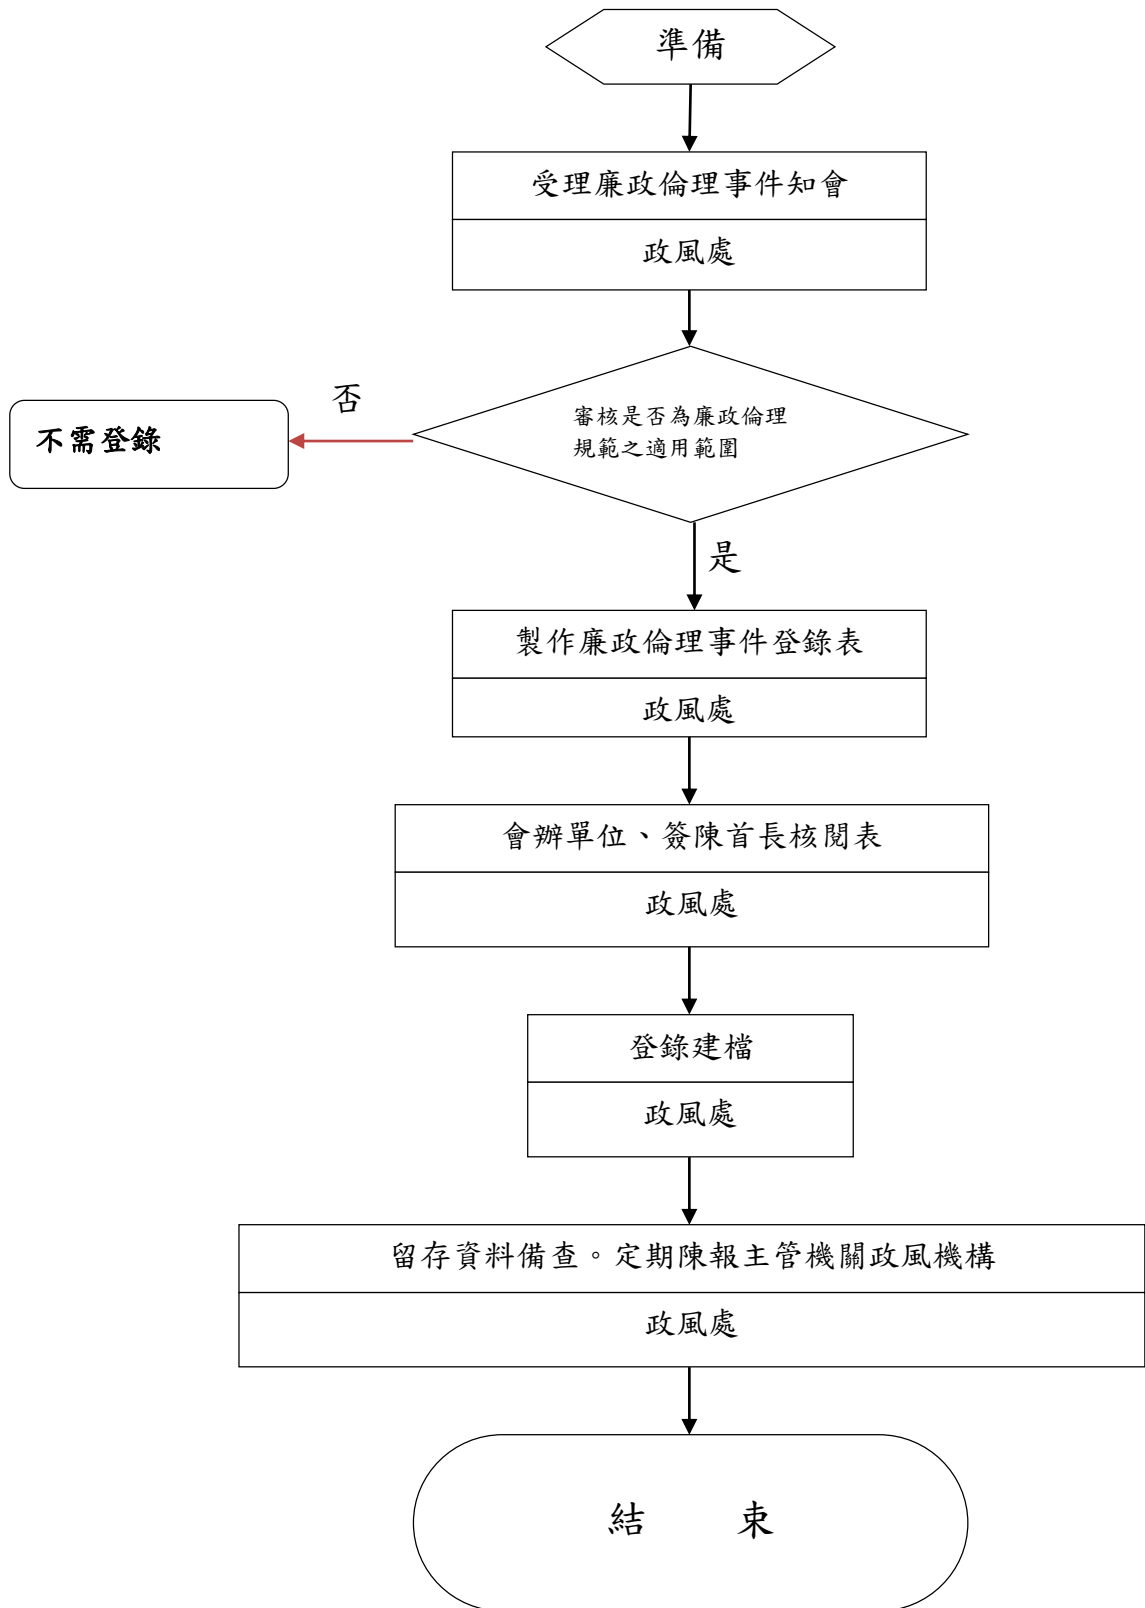 準備
受理廉政倫理事件知會
政風處
否
審核是否為廉政倫理
規範之適用範圍
不需登錄
是
製作廉政倫理事件登錄表
政風處
會辦單位、簽陳首長核閱表
政風處
登錄建檔
政風處
留存資料備查。定期陳報主管機關政風機構
政風處
結 束